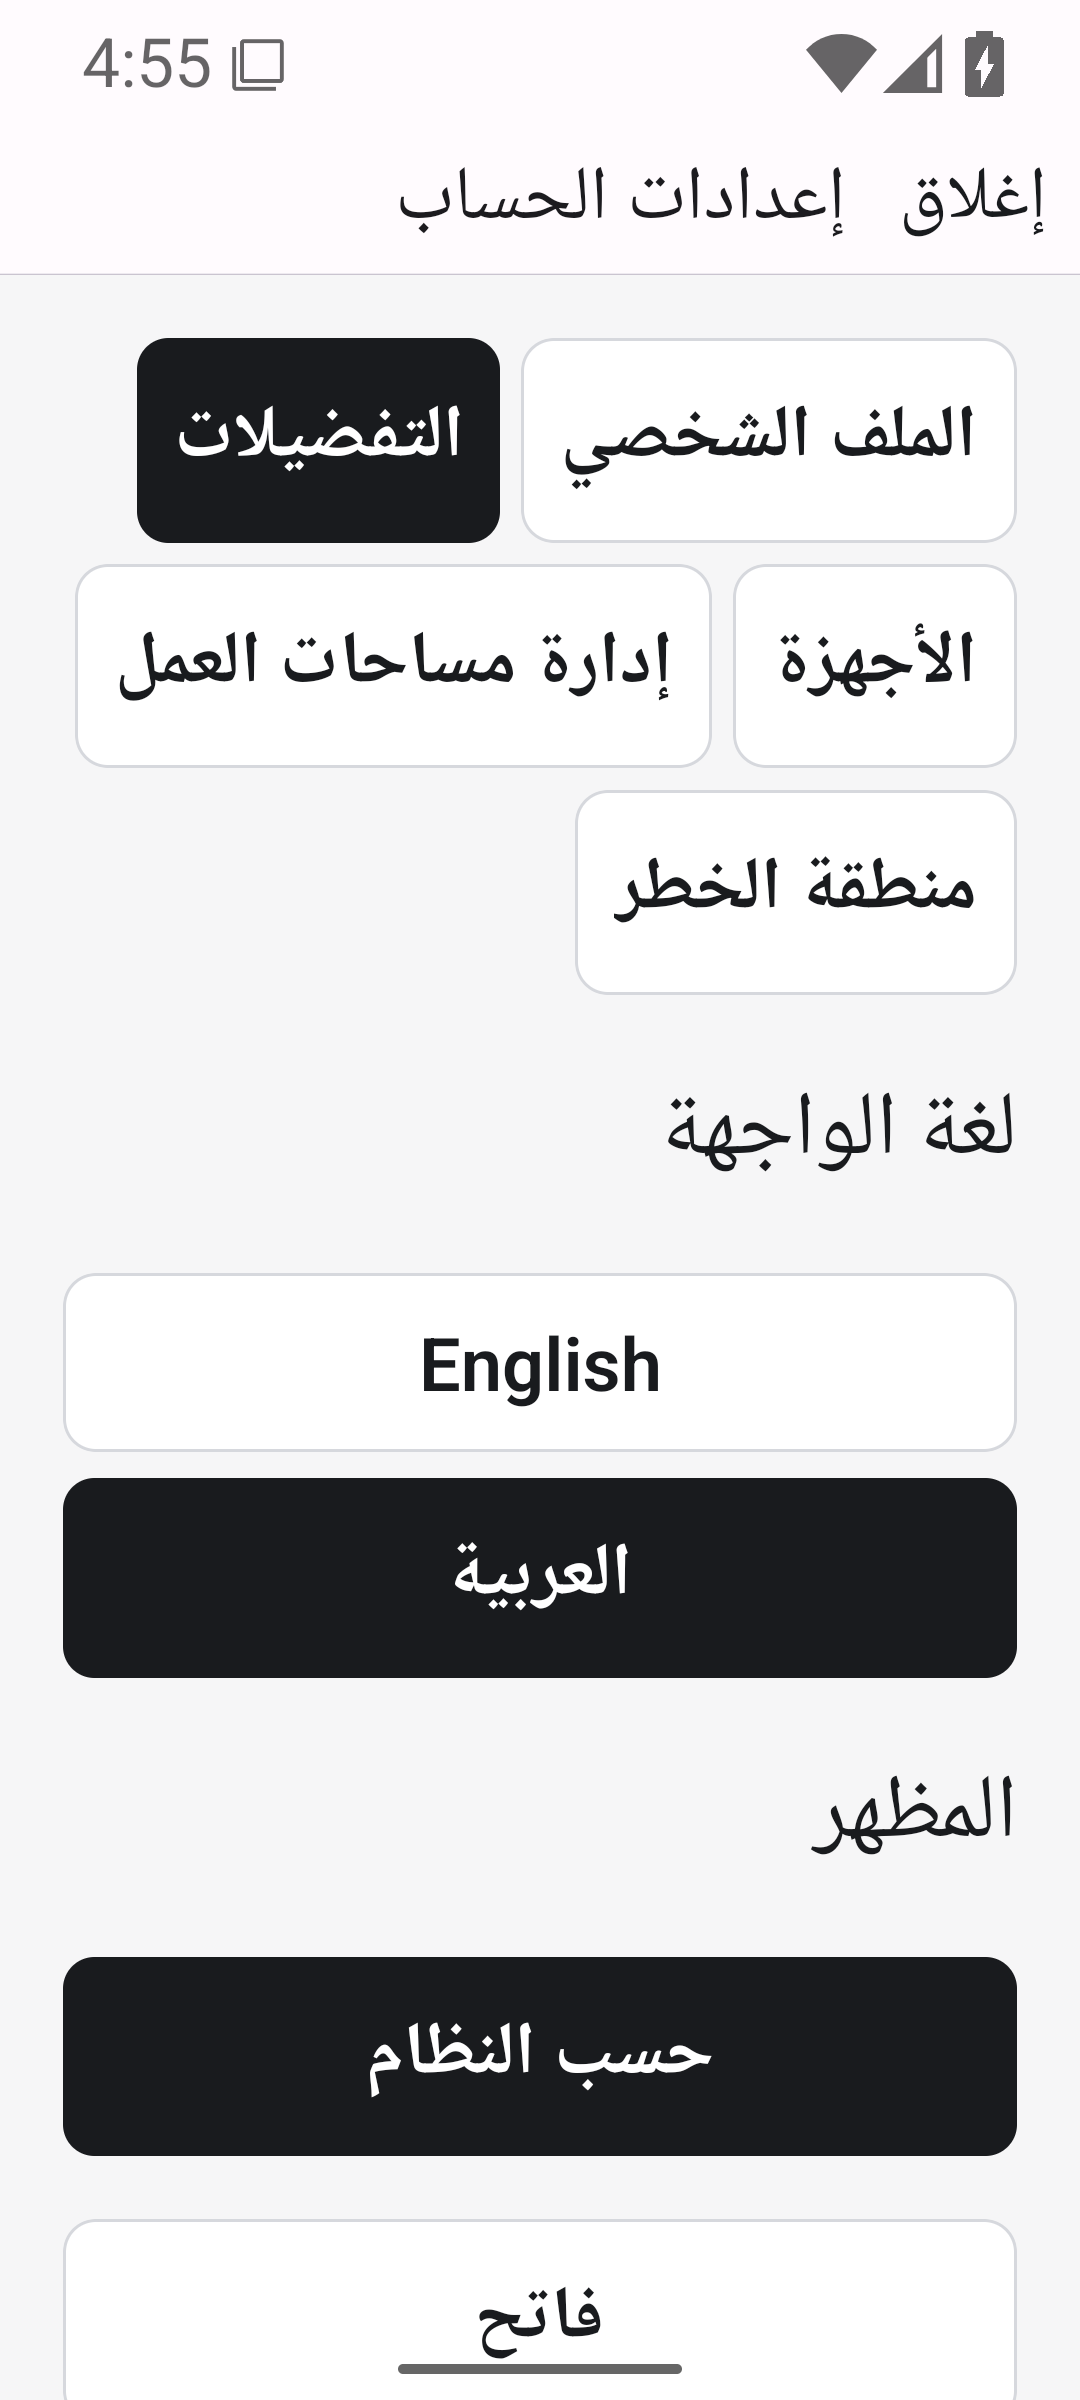 4:55
إغلاق إعدادات الحساب
الملف الشخصي التفضيلات
الأجهزة إدارة مساحات العمل
منطقة الخطر
لغة الواجهة
English
العربية
المظهر
حسب النظام
فاتح